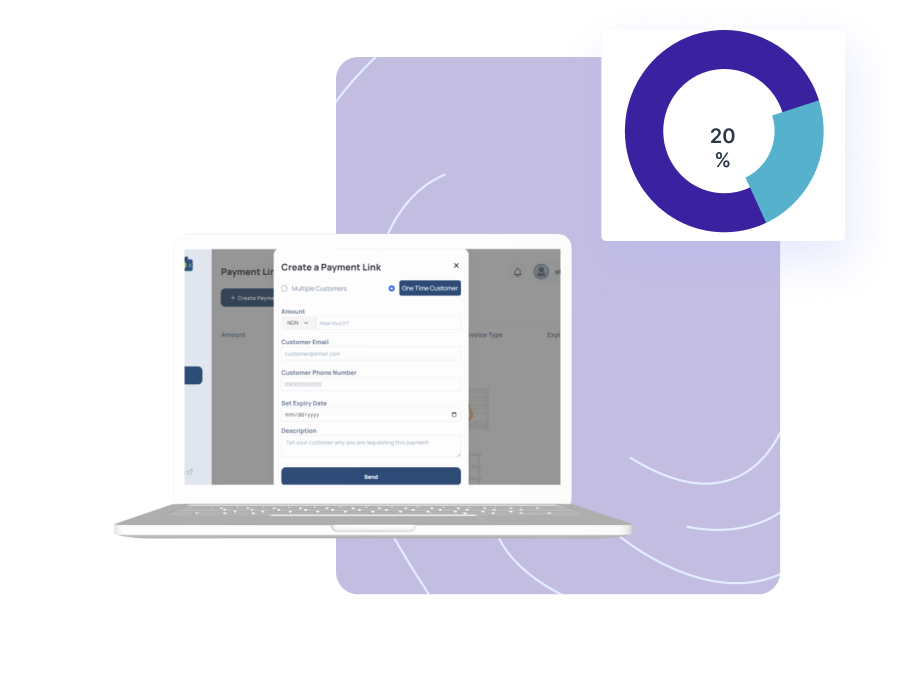 20
%
Payment Lin
Create a Payment Link
Multiple Customers
One Time Customer
+ Create Payme
Amount
NGN
How much?
Amount
nvoice Type
Expi
Customer Email
customer@email.com
Customer Phone Number
09000000000
Set Expiry Date
mm/dd/yyyy
Description
Tell your customer why you are requesting this payment
Send